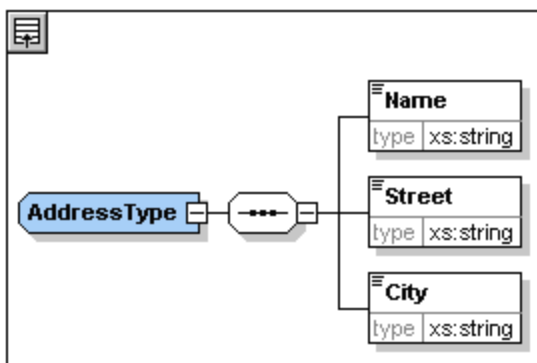 Name
type xs:string
AddressType
Street
type xs:string
City
type xs:string